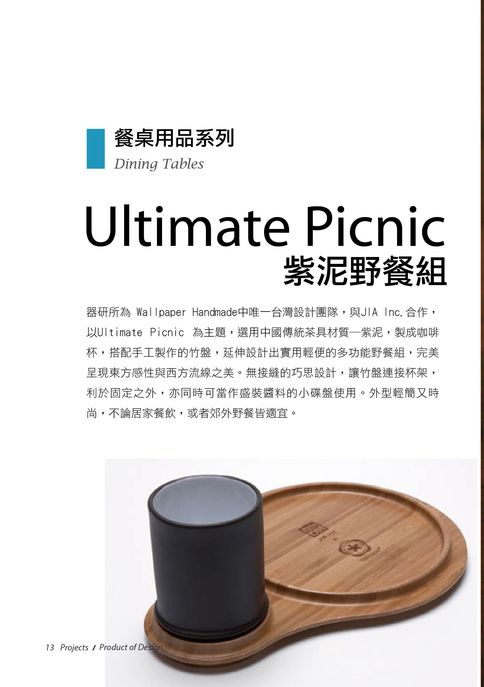 餐桌用品系列
Dining Tables
Ultimate Picnic
紫泥野餐組
器研所為 Wallpaper Handmade中唯一台灣設計團隊，與JIA Inc.合作，
以Ultimate Picnic 為主題，選用中國傳統茶具材質─紫泥，製成咖啡
杯，搭配手工製作的竹盤，延伸設計出實用輕便的多功能野餐組，完美
呈現東方感性與西方流線之美。無接縫的巧思設計，讓竹盤連接杯架，
利於固定之外，亦同時可當作盛裝醬料的小碟盤使用。外型輕簡又時
尚，不論居家餐飲，或者郊外野餐皆適宜。
13 Projects / Product of Design